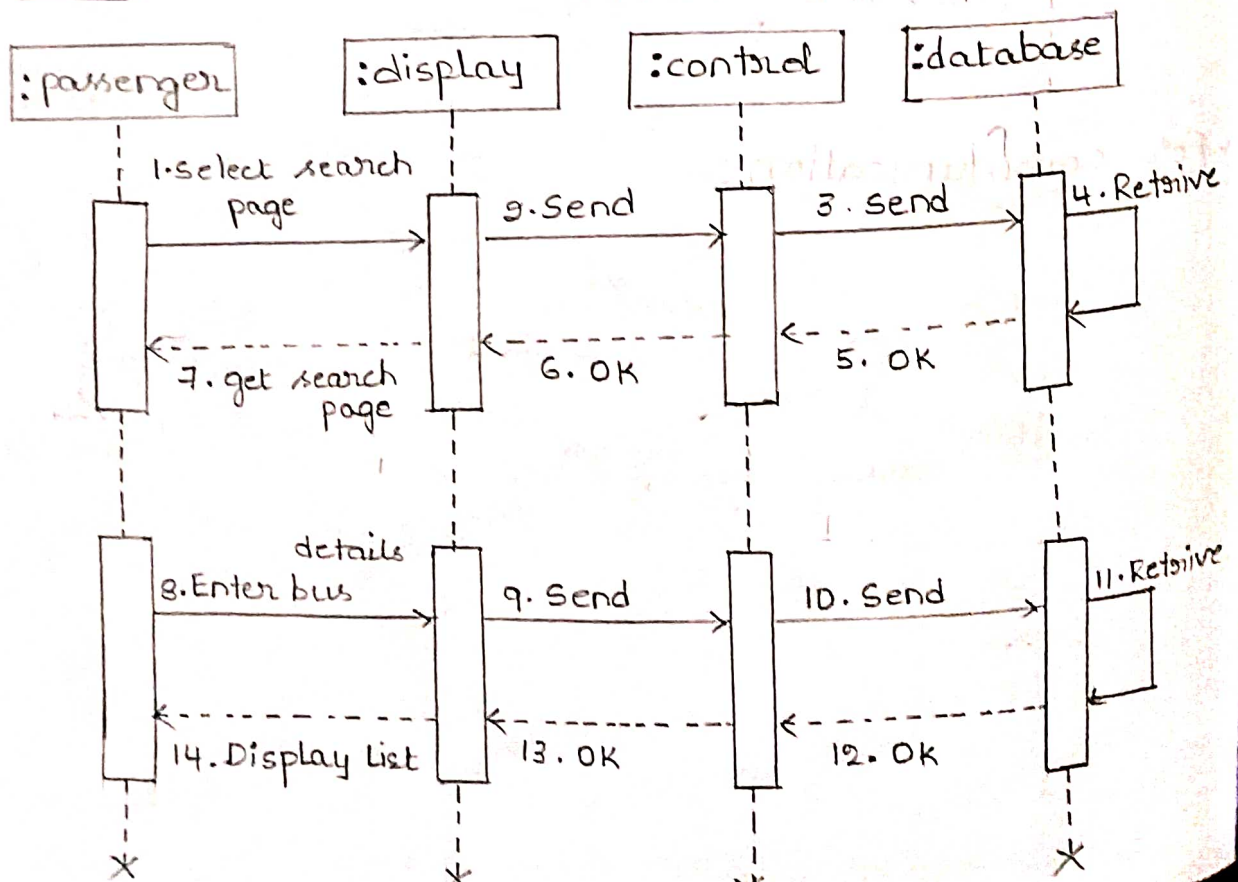 :passenger
:display
:control
:database
1.select search
page
2.Send
3. send
4.Retrive
5. OK
6. OK
7. get search
page
details
8.Enter bus
9. Send
10. Send
11.Retrive
12. OK
13. OK
14. Display List